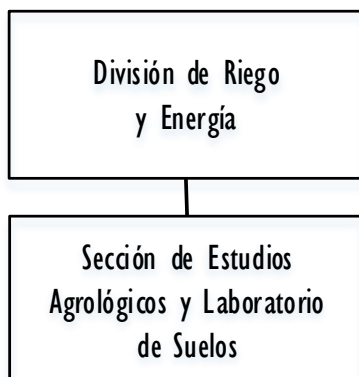 División de Riego
y Energía
Sección de Estudios
Agrológicos y Laboratorio
de Suelos